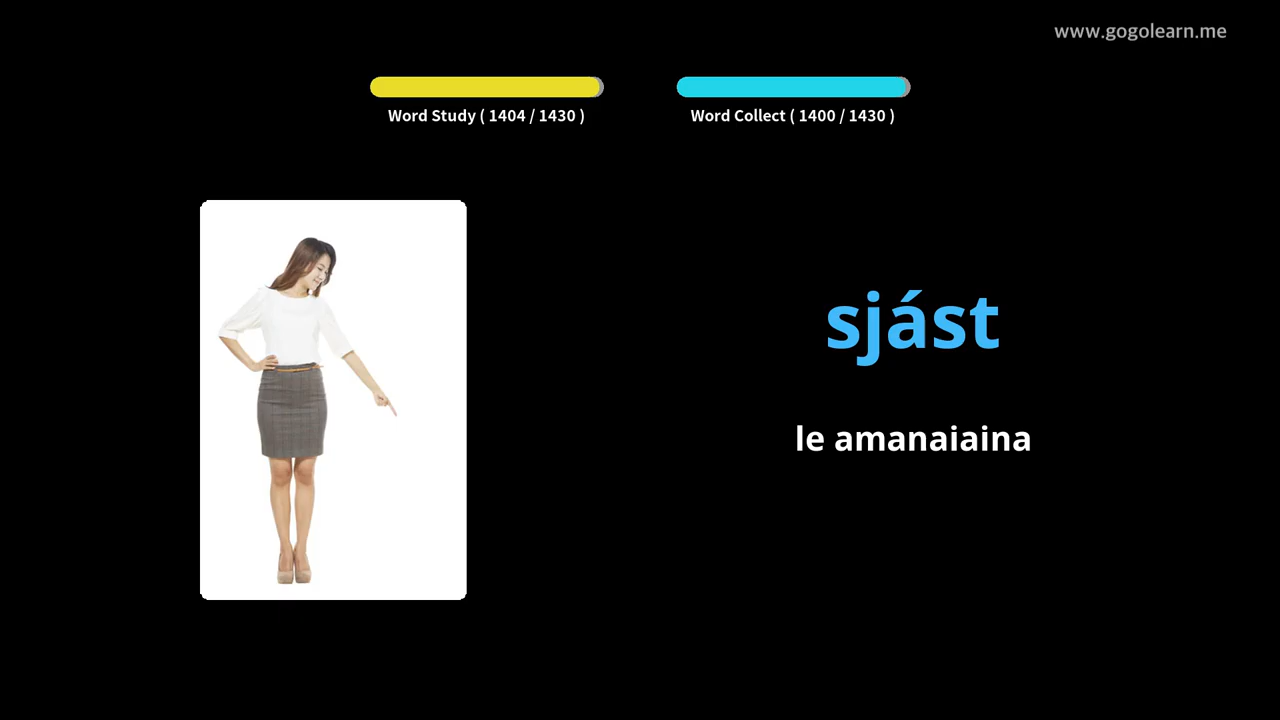 www.gogolearn.me
Word Study ( 1404 / 1430 )
Word Collect ( 1400 / 1430 )
sjást
le amanaiaina